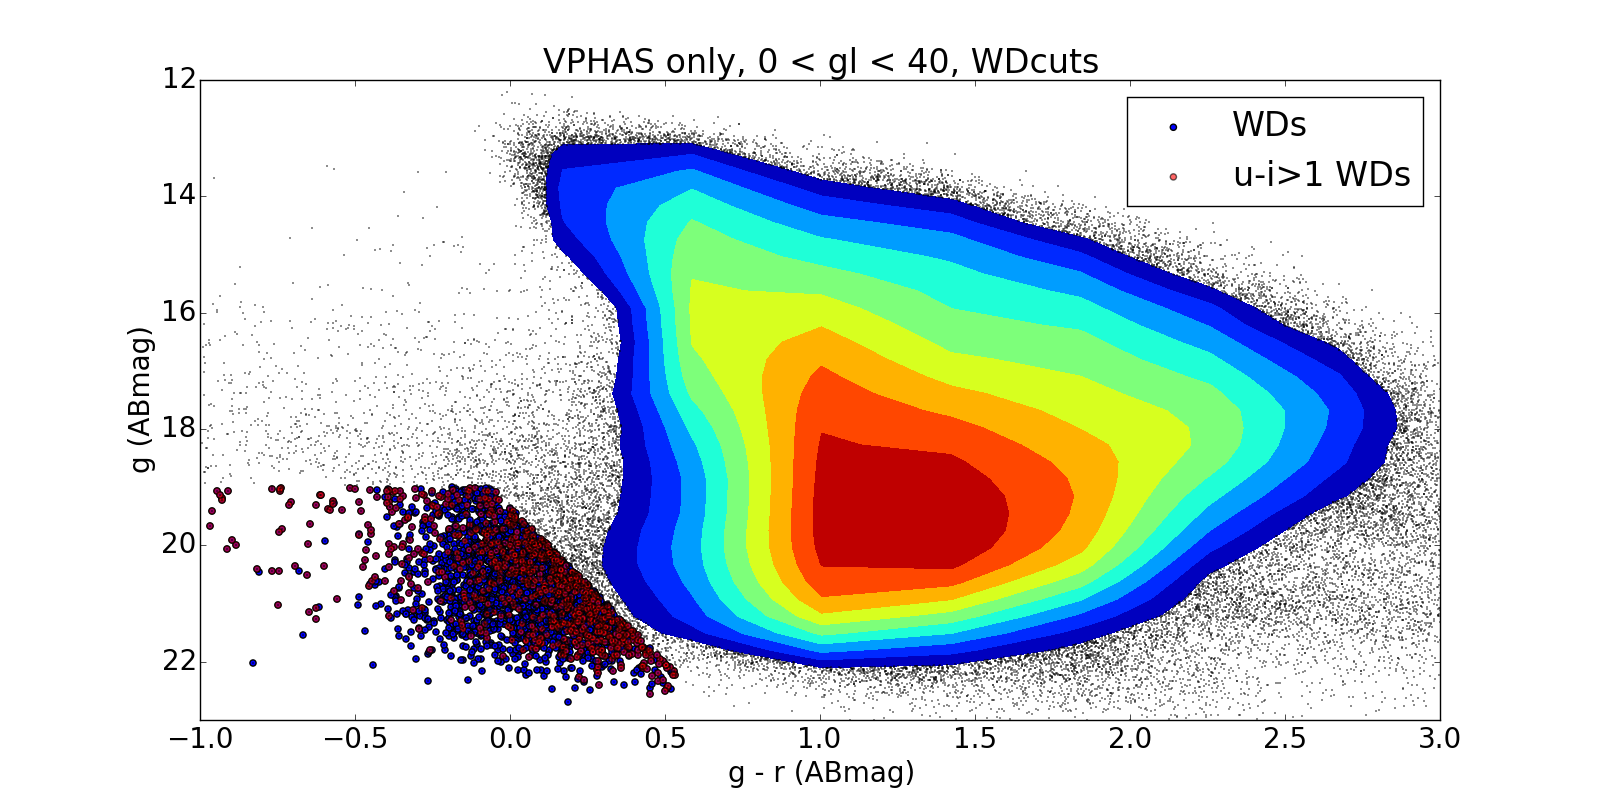 VPHAS only, 0 < gl < 40, WDcuts
12
14
16
18
20
22
g (ABmag)
WDs
u-i>1 WDs
−1.0 −0.5 0.0 0.5 1.0 1.5 2.0 2.5 3.0
g - r (ABmag)